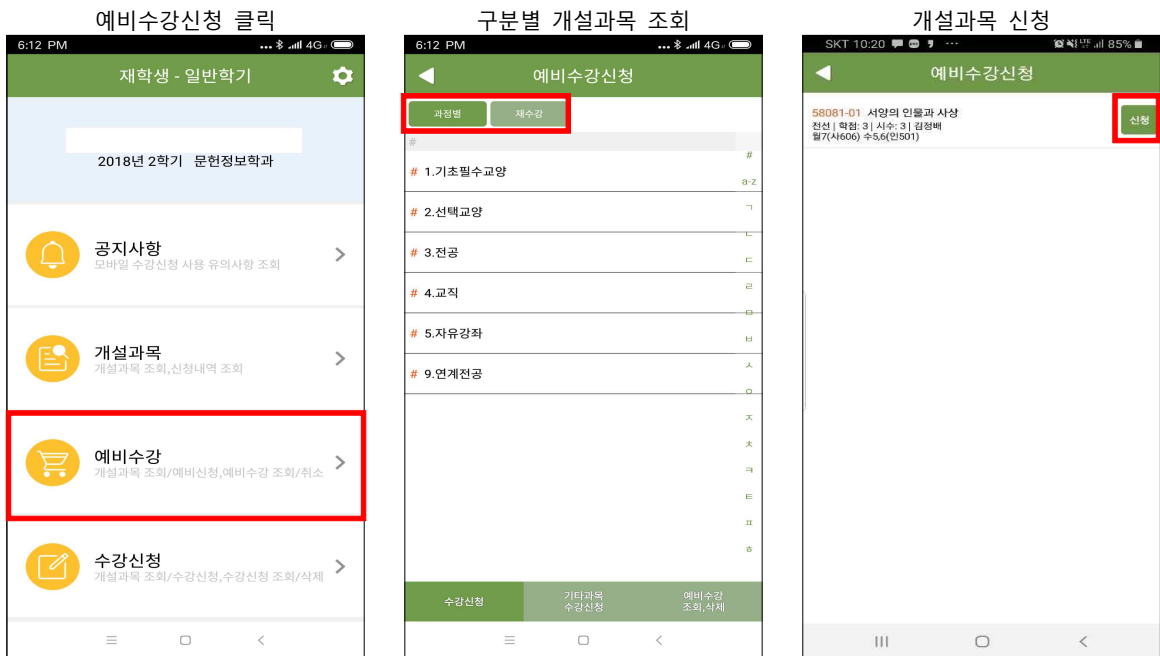 예비수강신청 클릭
6:12 PM ... 4G
재학생 - 일반학기
2018년 2학기 문헌정보학과
공지사항
모바일 수강신청 사용 유의사항 조회
개설과목
개설과목 조회,신청내역 조회
예비수강
개설과목 조회/예비신청,예비수강 조회/취소
수강신청
개설과목 조회/수강신청,수강신청 조회/삭제
구분별 개설과목 조회
6:12 PM ... 4G
예비수강신청
과정별 재수강
#
# 1.기초필수교양
# 2.선택교양
# 3.전공
# 4.교직
# 5.자유강좌
# 9.연계전공
#
a-z
ㄱ
ㄴ
ㄷ
ㄹ
ㅁ
ㅂ
ㅅ
ㅇ
ㅈ
ㅊ
ㅋ
ㅌ
ㅍ
ㅎ
수강신청
기타과목
수강신청
예비수강
조회,삭제
개설과목 신청
SKT 10:20 ... LTE 85%
예비수강신청
58081-01 서양의 인물과 사상
전선 | 학점: 3 | 시수: 3 | 김정배
월7(사606) 수5,6(인501)
신청